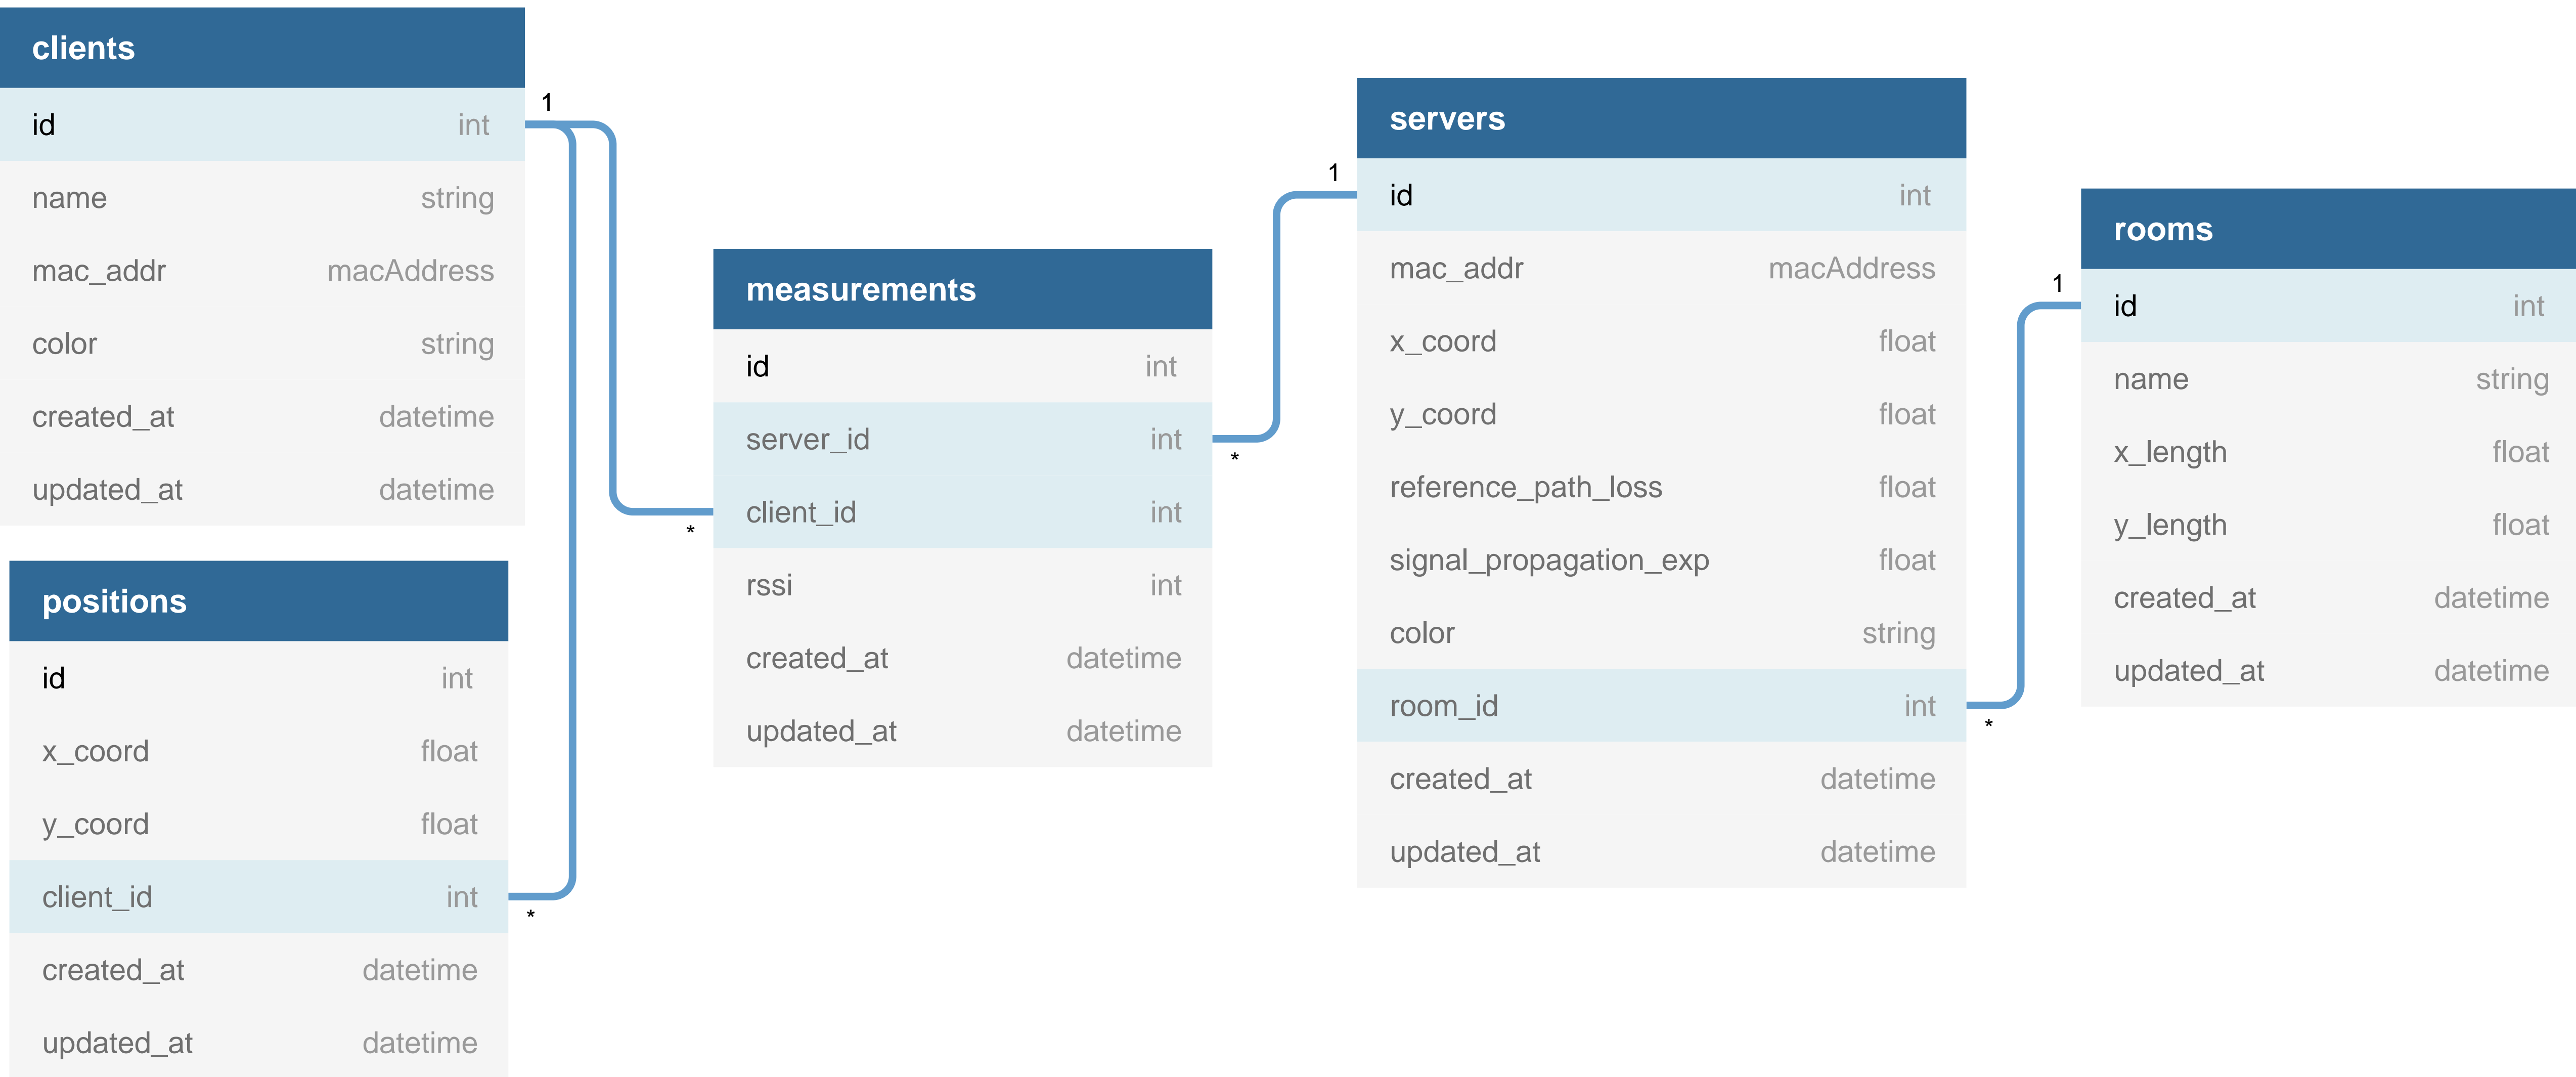 clients
id int
name string
mac_addr macAddress
color string
created_at datetime
updated_at datetime
1
*
*
positions
id int
x_coord float
y_coord float
client_id int
created_at datetime
updated_at datetime
measurements
id int
server_id int
client_id int
rssi int
created_at datetime
updated_at datetime
*
1
servers
id int
mac_addr macAddress
x_coord float
y_coord float
reference_path_loss float
signal_propagation_exp float
color string
room_id int
created_at datetime
updated_at datetime
*
1
rooms
id int
name string
x_length float
y_length float
created_at datetime
updated_at datetime